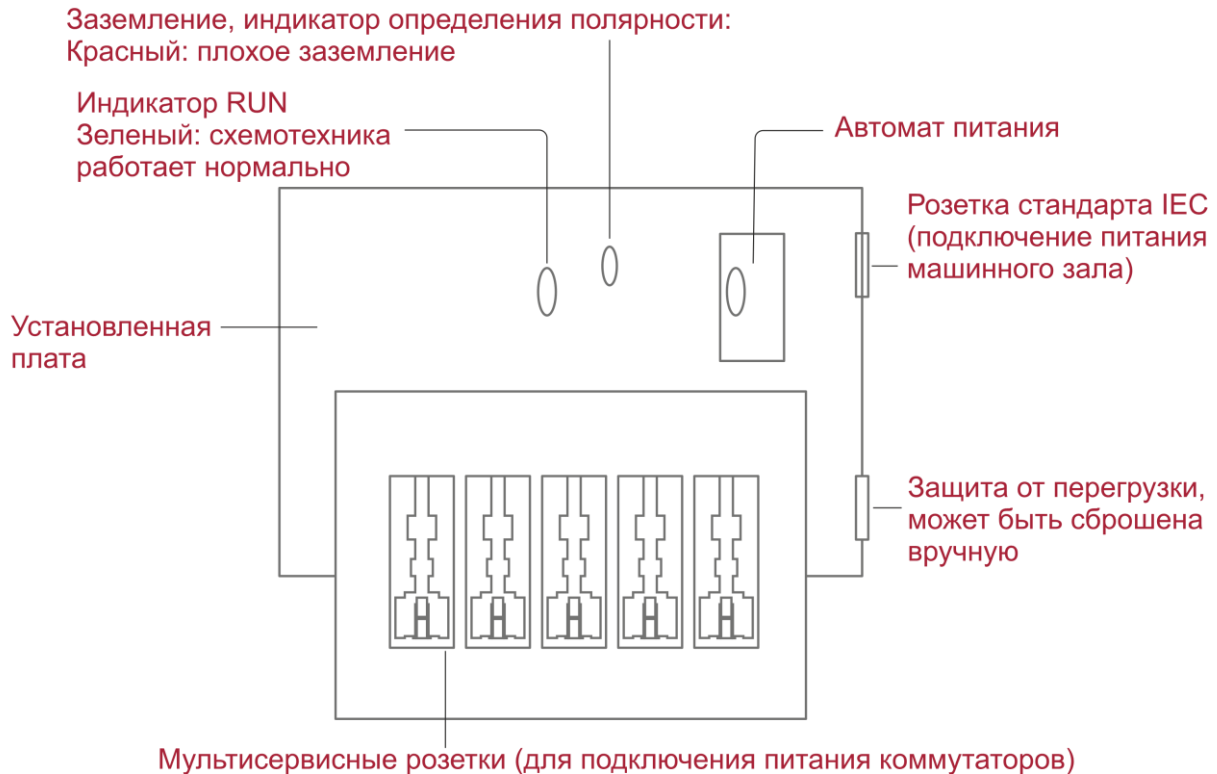 Заземление, индикатор определения полярности:
Красный: плохое заземление
Индикатор RUN
Зеленый: схемотехника
работает нормально
Автомат питания
Розетка стандарта IEC
(подключение питания
машинного зала)
Установленная
плата
Защита от перегрузки,
может быть сброшена
вручную
Мультисервисные розетки (для подключения питания коммутаторов)